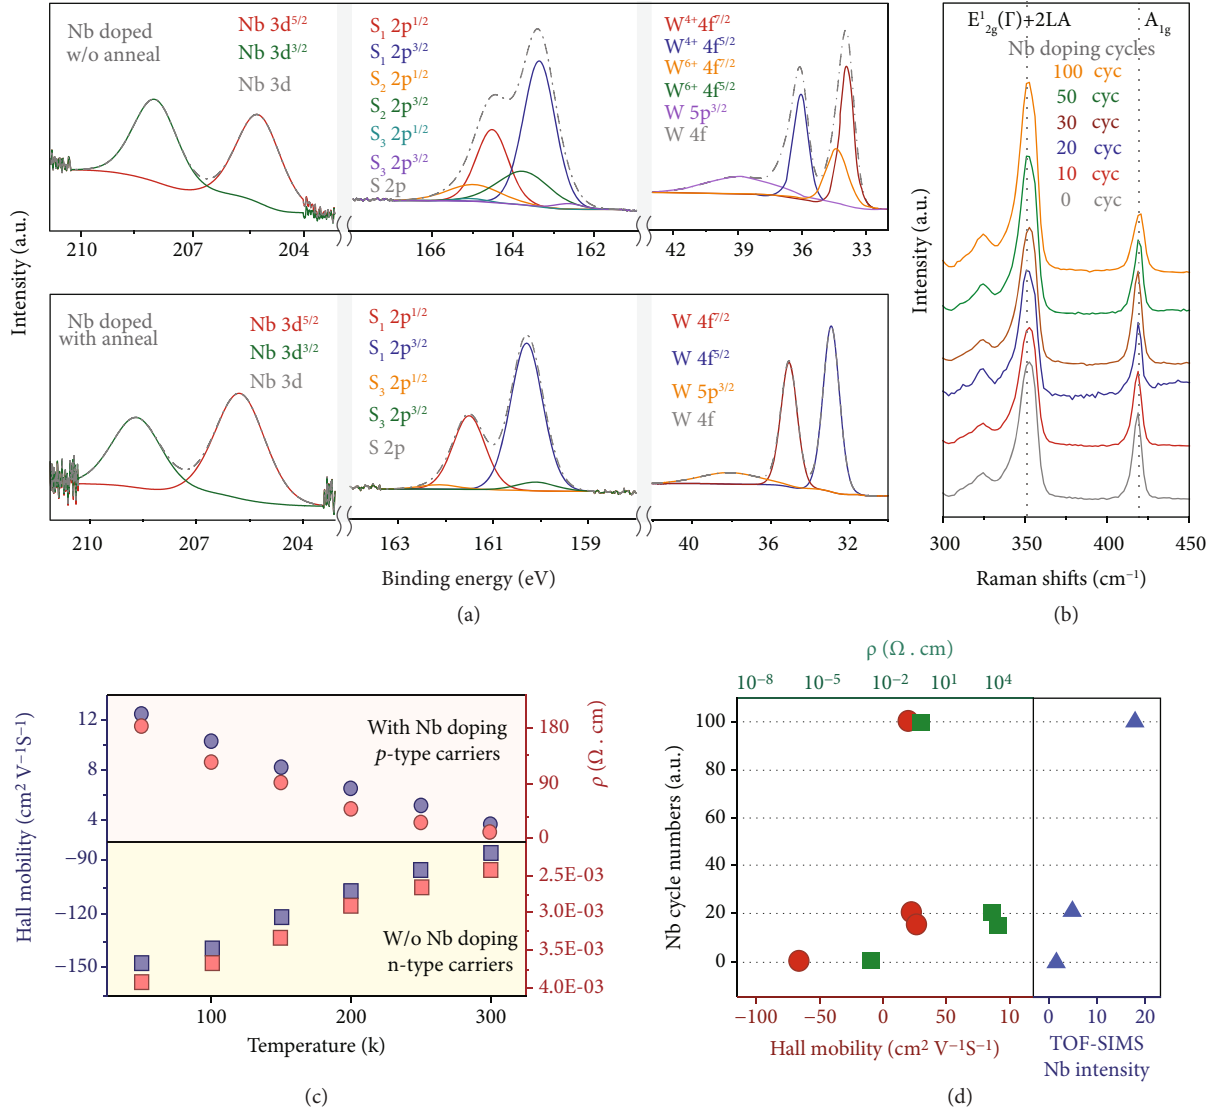 Intensity (a.u.)
Nb doped
w/o anneal
Nb 3d5/2
Nb 3d3/2
Nb 3d
210
207
204
S1 2p1/2
S1 2p3/2
S2 2p1/2
S2 2p3/2
S3 2p1/2
S3 2p3/2
S 2p
166
164
162
W4+4f7/2
W4+ 4f5/2
W6+ 4f7/2
W6+ 4f5/2
W 5p3/2
W 4f
42
39
36
33
Nb doped
with anneal
Nb 3d5/2
Nb 3d3/2
Nb 3d
210
207
204
S1 2p1/2
S1 2p3/2
S3 2p1/2
S3 2p3/2
S 2p
163
161
159
W 4f7/2
W 4f5/2
W 5p3/2
W 4f
40
36
32
Binding energy (eV)
(a)
E12g(Γ)+2LA
A1g
Nb doping cycles
100 cyc
50 cyc
30 cyc
20 cyc
10 cyc
0 cyc
Intensity (a.u.)
300
350
400
450
Raman shifts (cm−1)
(b)
Hall mobility (cm2 V−1S−1)
12
8
4
−90
−120
−150
With Nb doping
p-type carriers
W/o Nb doping
n-type carriers
180
90
0
2.5E-03
3.0E-03
3.5E-03
4.0E-03
ρ (Ω . cm)
100
200
300
Temperature (k)
(c)
ρ (Ω . cm)
10−8
10−5
10−2
101
104
Nb cycle numbers (a.u.)
100
80
60
40
20
0
−100
−50
0
50
10
0
10
20
Hall mobility (cm2 V−1S−1)
TOF-SIMS
Nb intensity
(d)